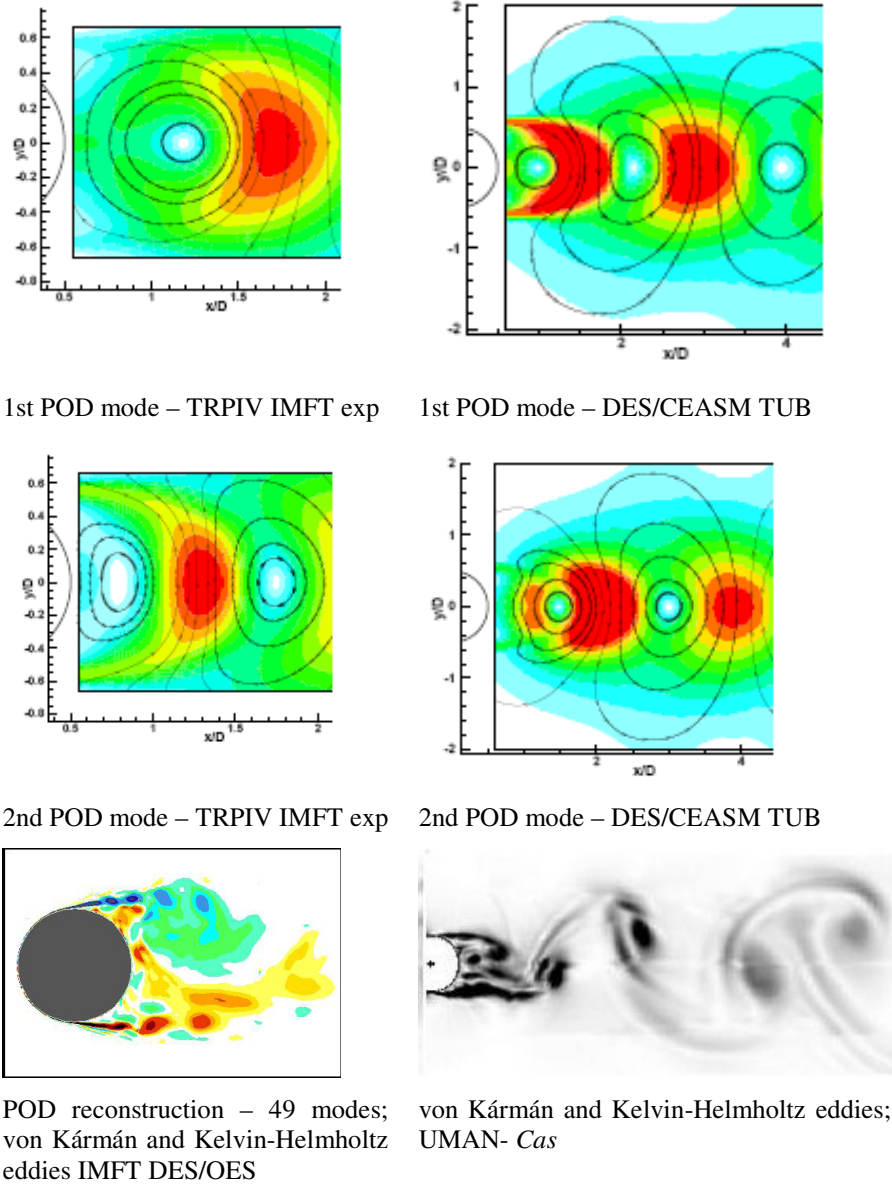 0.6
0.4
0.2
0
-0.2
-0.4
-0.6
-0.8
y/D
0.5
1
1.5
2
x/D
2
1
0
-1
-2
y/D
2
4
x/D
1st POD mode – TRPIV IMFT exp
1st POD mode – DES/CEASM TUB
0.6
0.4
0.2
0
-0.2
-0.4
-0.6
-0.8
y/D
0.5
1
1.5
2
x/D
2
1
0
-1
-2
y/D
2
4
x/D
2nd POD mode – TRPIV IMFT exp
2nd POD mode – DES/CEASM TUB
POD reconstruction – 49 modes;
von Kármán and Kelvin-Helmholtz
eddies IMFT DES/OES
von Kármán and Kelvin-Helmholtz eddies;
UMAN- Cas